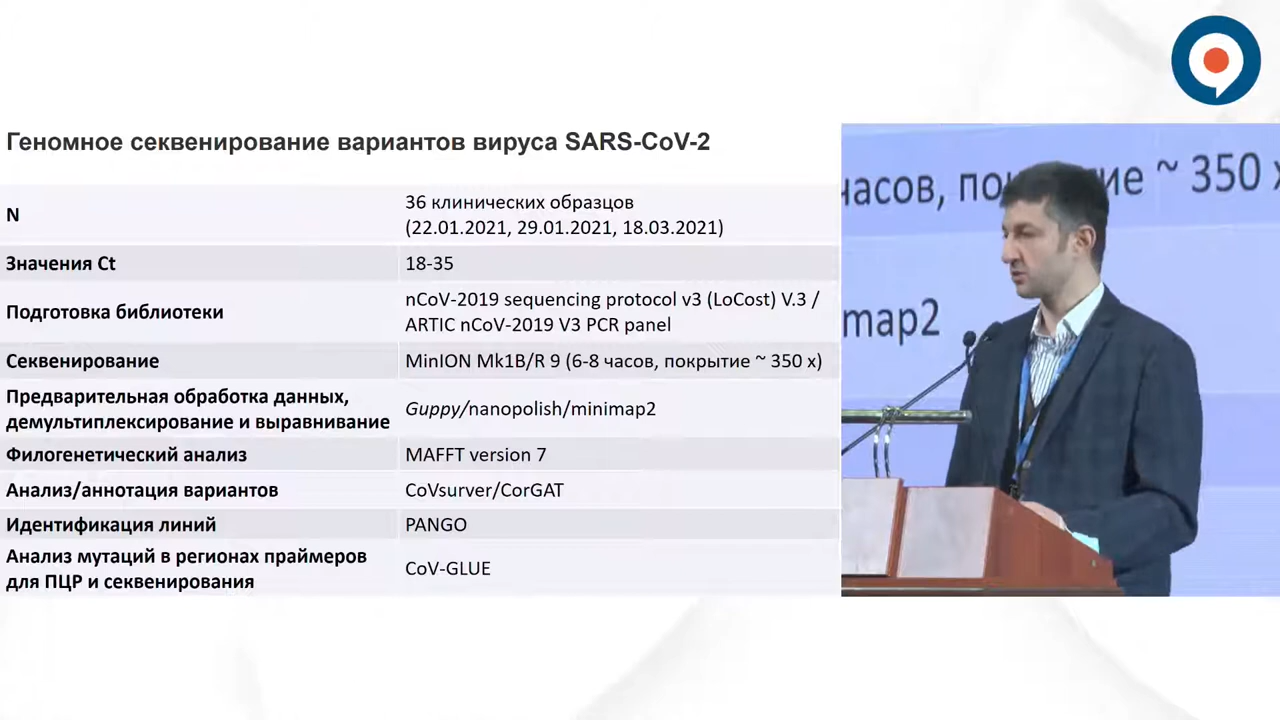 Геномное секвенирование вариантов вируса SARS-CoV-2
N
36 клинических образцов
(22.01.2021, 29.01.2021, 18.03.2021)
Значения Ct
18-35
Подготовка библиотеки
nCoV-2019 sequencing protocol v3 (LoCost) V.3 /
ARTIC nCoV-2019 V3 PCR panel
Секвенирование
MinION Mk1B/R 9 (6-8 часов, покрытие ~ 350 x)
Предварительная обработка данных,
демультиплексирование и выравнивание
Guppy/nanopolish/minimap2
Филогенетический анализ
MAFFT version 7
Анализ/аннотация вариантов
CoVsurver/CorGAT
Идентификация линий
PANGO
Анализ мутаций в регионах праймеров
для ПЦР и секвенирования
CoV-GLUE
часов, ~ 350 x
map2